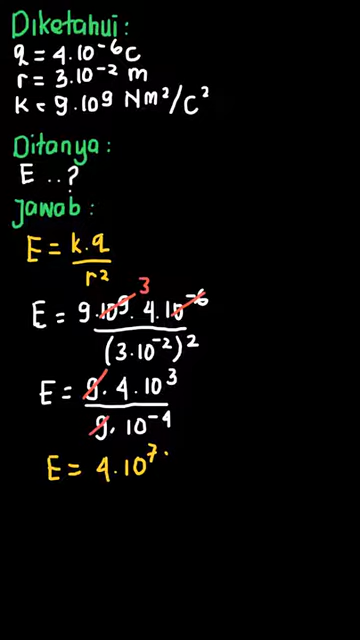 Diketahui:
q = 4.10⁻⁶C
r = 3.10⁻² m
k = 9.10⁹ Nm²/C²
Ditanya:
E ..?
Jawab:
E = k.q
r²
3
E = 9.10⁹. 4.10⁻⁶
(3.10⁻²)²
E = 9. 4.10³
9. 10⁻⁴
E = 4.10⁷.